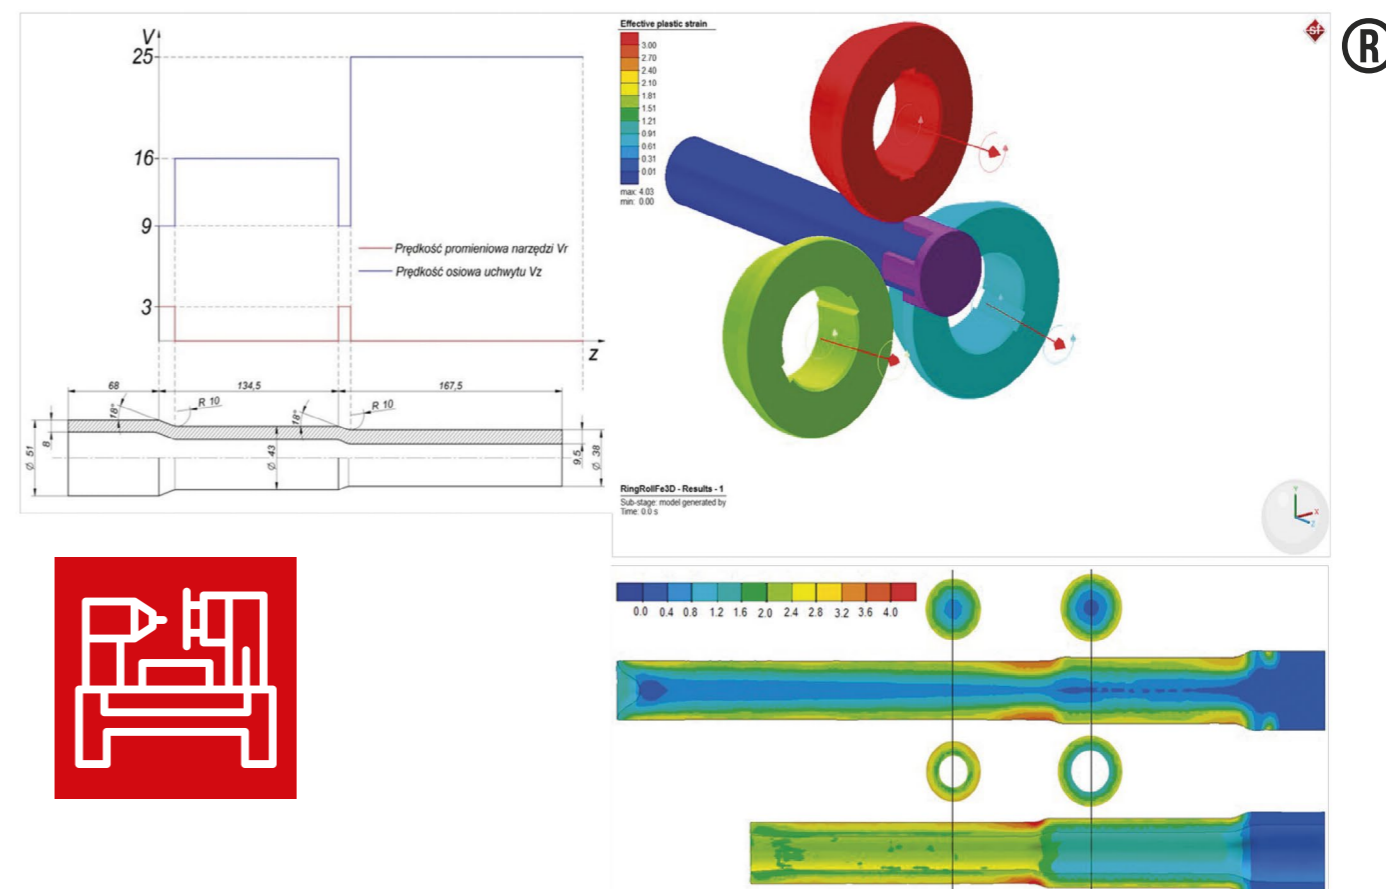 V
25
16
9
3
Prędkość promieniowa narzędzi Vr
Prędkość osiowa uchwytu Vz
z
68
134,5
167,5
18°
R 10
18°
R 10
Ø 51
8
Ø 43
9,5
Ø 38
Effective plastic strain
3.00
2.70
2.40
2.10
1.81
1.51
1.21
0.91
0.61
0.31
0.01
max: 4.03
min: 0.00
sf
®
RingRollFe3D - Results - 1
Sub-stage: model generated by
Time: 0.0 s
Y
X
Z
0.0 0.4 0.8 1.2 1.6 2.0 2.4 2.8 3.2 3.6 4.0